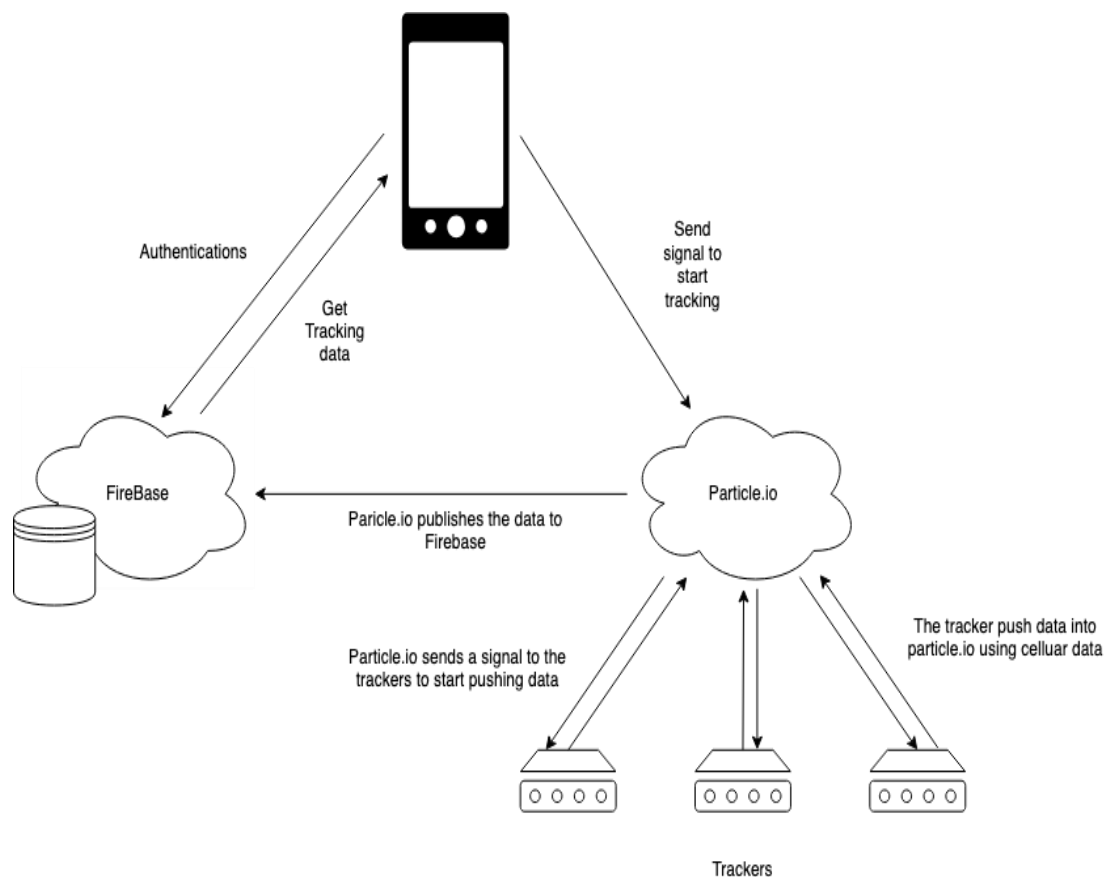 Authentications
Get
Tracking
data
Send
signal to
start
tracking
FireBase
Particle.io
Paricle.io publishes the data to
Firebase
Particle.io sends a signal to the
trackers to start pushing data
The tracker push data into
particle.io using celluar data
Trackers